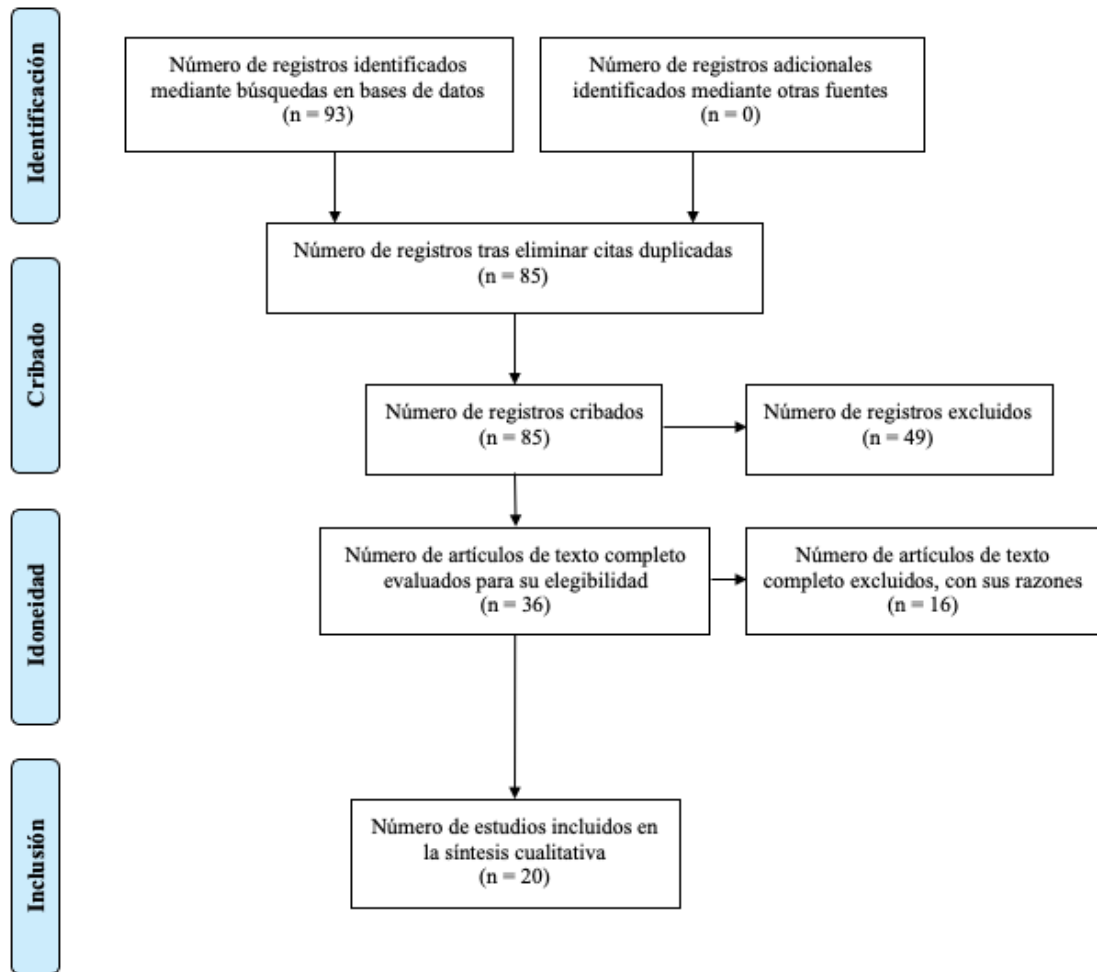 Identificación
Número de registros identificados
mediante búsquedas en bases de datos
(n = 93)
Número de registros adicionales
identificados mediante otras fuentes
(n = 0)
Número de registros tras eliminar citas duplicadas
(n = 85)
Cribado
Número de registros cribados
(n = 85)
Número de registros excluidos
(n = 49)
Idoneidad
Número de artículos de texto completo
evaluados para su elegibilidad
(n = 36)
Número de artículos de texto
completo excluidos, con sus razones
(n = 16)
Inclusión
Número de estudios incluidos en
la síntesis cualitativa
(n = 20)